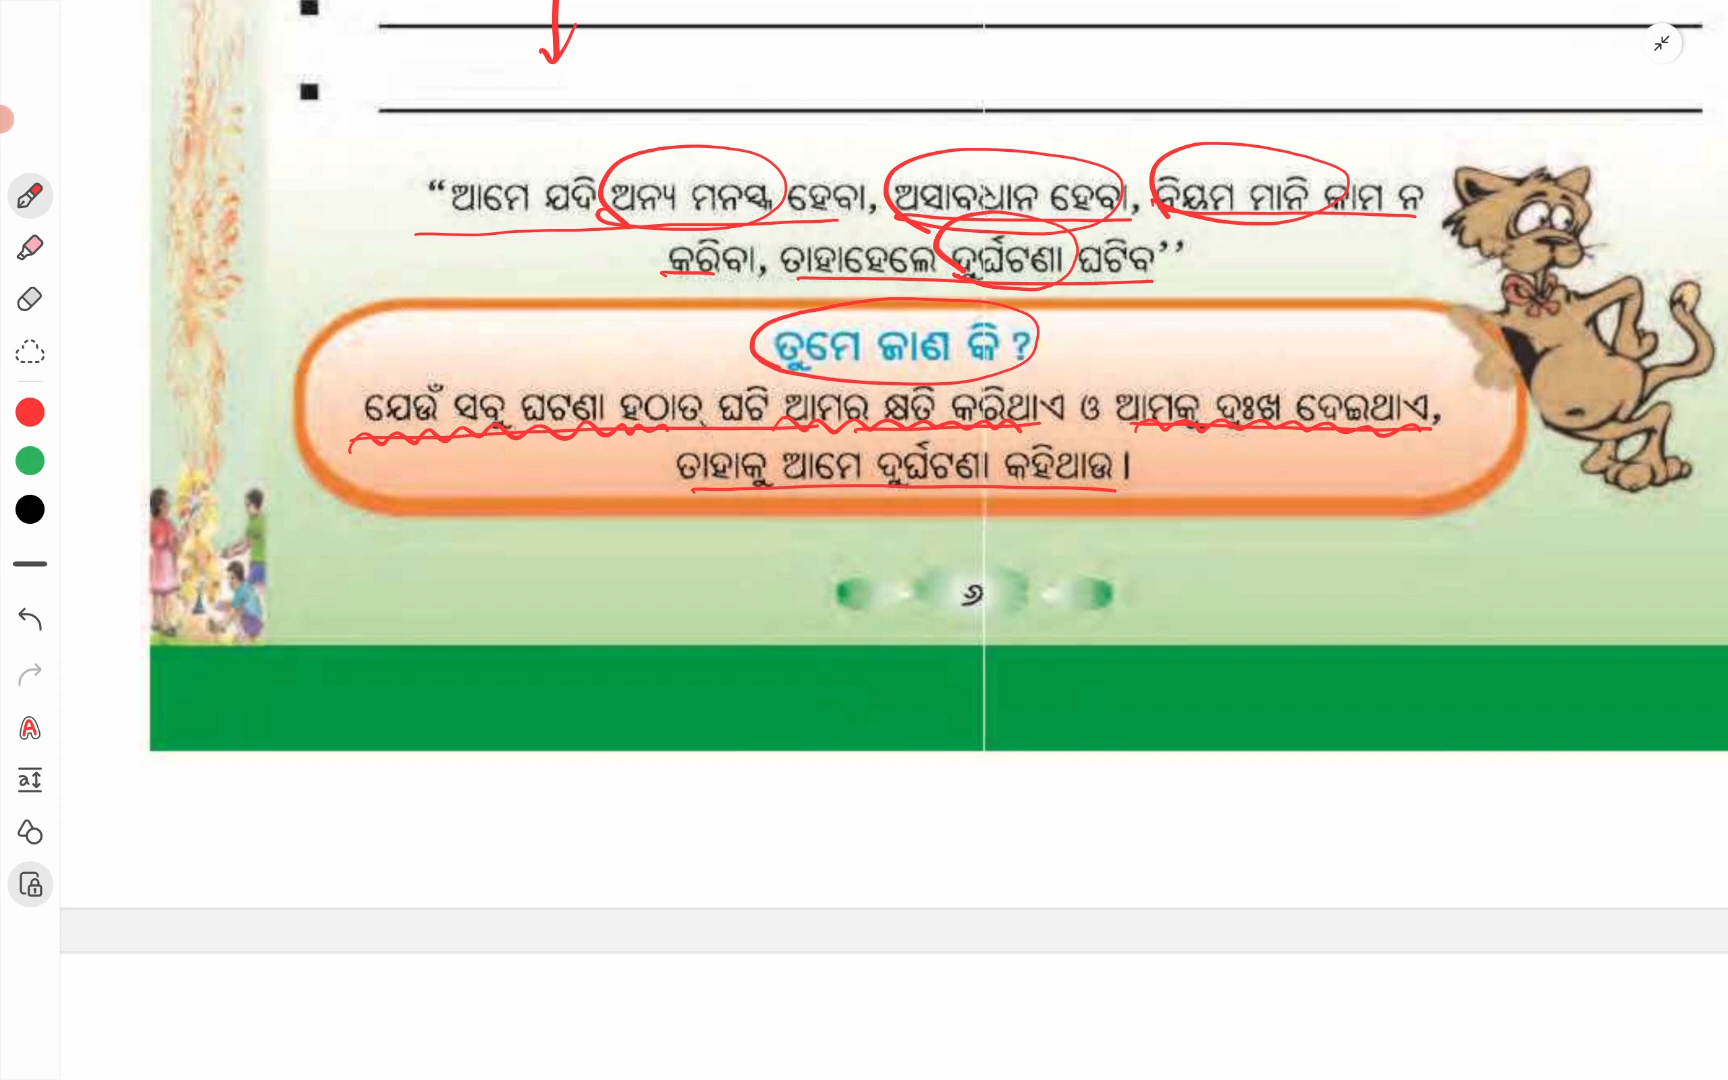 “ଆମେ ଯଦି ଅନ୍ୟ ମନସ୍କ ହେବା, ଅସାବଧାନ ହେବା, ନିୟମ ମାନି କାମ ନ
କରିବା, ତାହାହେଲେ ଦୁର୍ଘଟଣା ଘଟିବ’’
ତୁମେ ଜାଣ କି ?
ଯେଉଁ ସବୁ ଘଟଣା ହଠାତ୍ ଘଟି ଆମର କ୍ଷତି କରିଥାଏ ଓ ଆମକୁ ଦୁଃଖ ଦେଇଥାଏ,
ତାହାକୁ ଆମେ ଦୁର୍ଘଟଣା କହିଥାଉ ।
୬